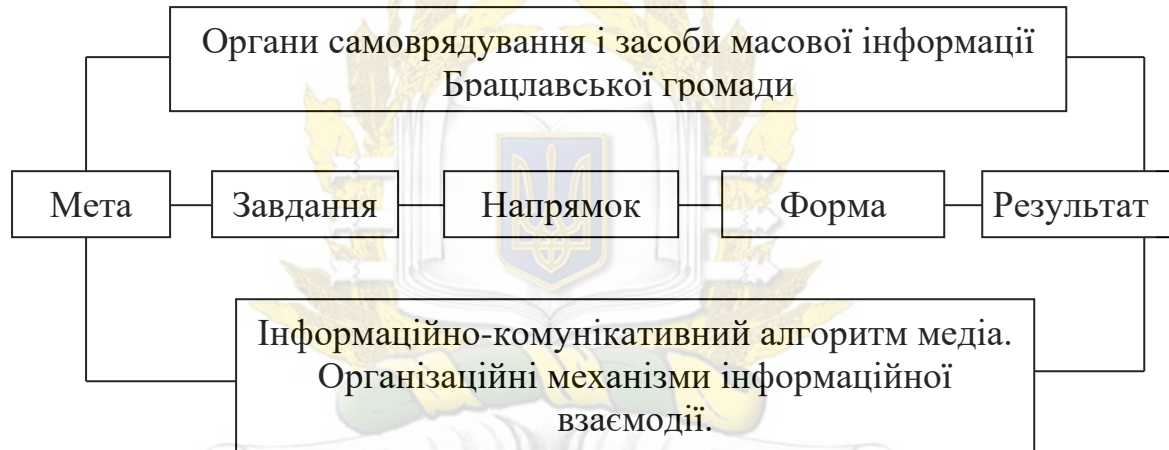 Органи самоврядування і засоби масової інформації
Брацлавської громади
Мета
Завдання
Напрямок
Форма
Результат
Інформаційно-комунікативний алгоритм медіа.
Організаційні механізми інформаційної
взаємодії.